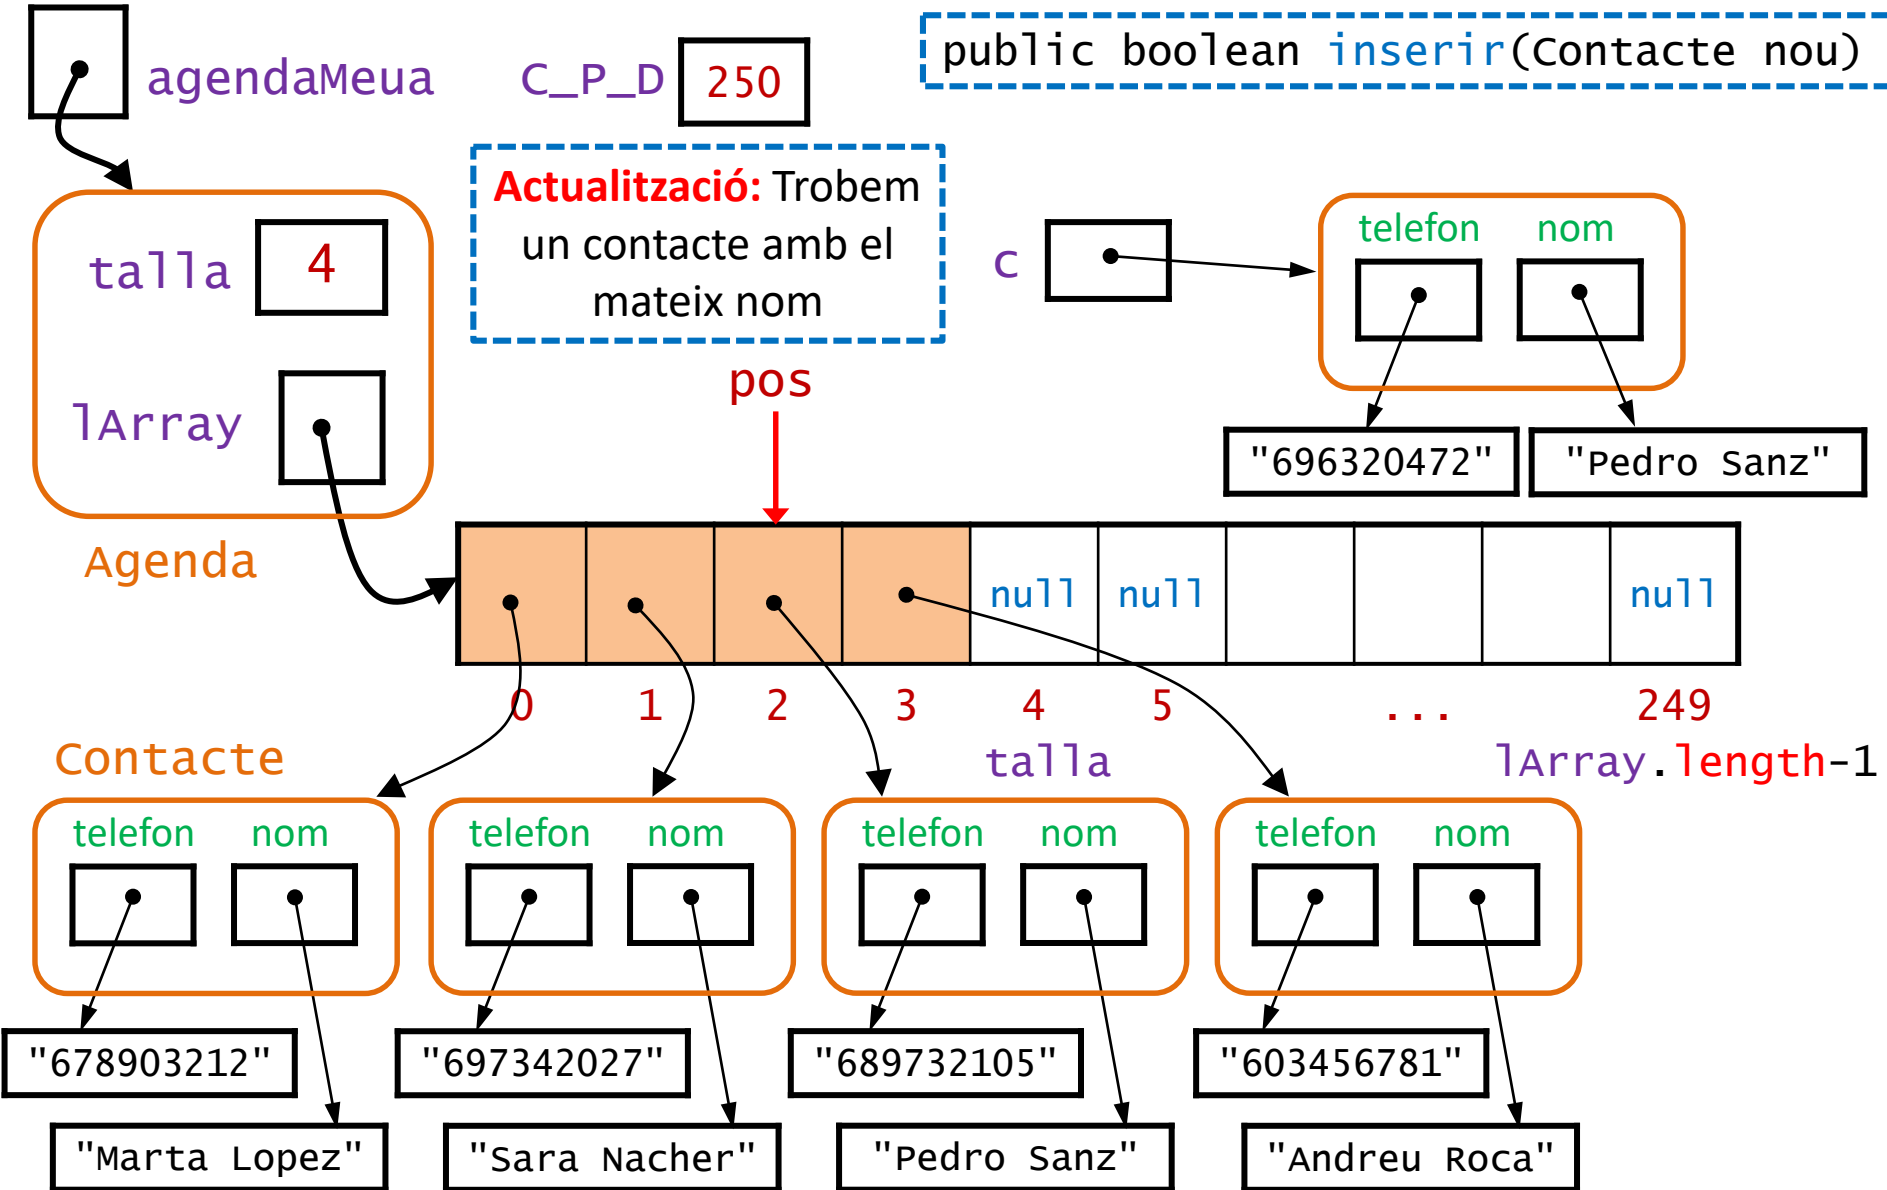 agendaMeua
C_P_D 250
public boolean inserir(Contacte nou)
Actualització: Trobem
un contacte amb el
mateix nom
talla 4
lArray
Agenda
c
telefon nom
"696320472" "Pedro Sanz"
pos
null null null
0 1 2 3 4 5 ... 249
talla lArray.length-1
Contacte
telefon nom telefon nom telefon nom telefon nom
"678903212" "697342027" "689732105" "603456781"
"Marta Lopez" "Sara Nacher" "Pedro Sanz" "Andreu Roca"